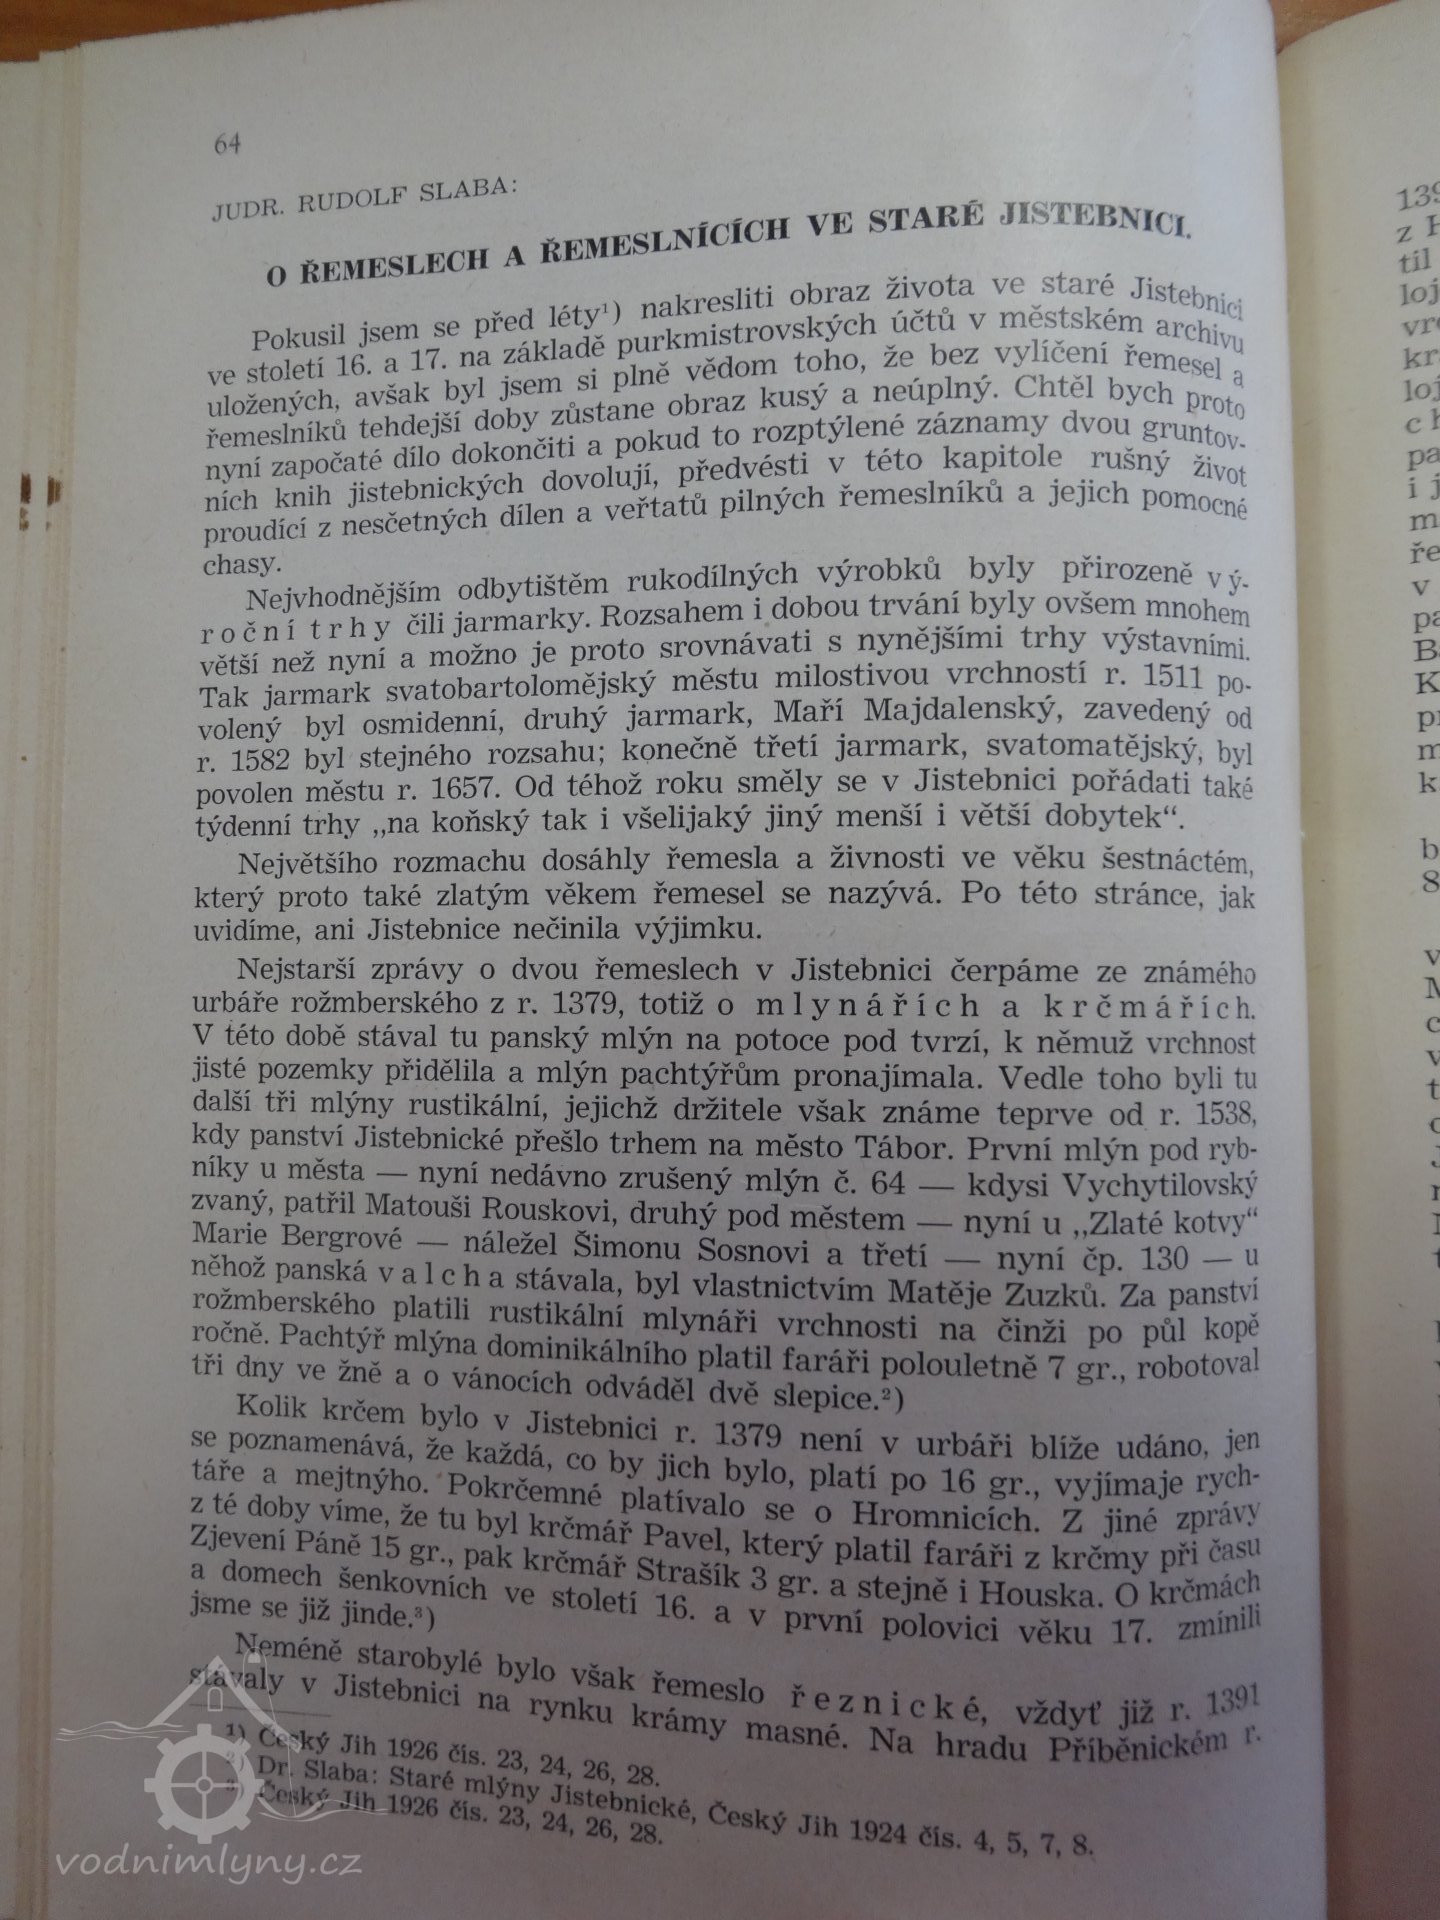 64
JUDR. RUDOLF SLABA:
O ŘEMESLECH A ŘEMESLNÍCÍCH VE STARÉ JISTEBNICI.
Pokusil jsem se před léty¹) nakresliti obraz života ve staré Jistebnici
ve století 16. a 17. na základě purkmistrovských účtů v městském archivu
uložených, avšak byl jsem si plně vědom toho, že bez vylíčení řemesel a
řemeslníků tehdejší doby zůstane obraz kusý a neúplný. Chtěl bych proto
nyní započaté dílo dokončiti a pokud to rozptýlené záznamy dvou gruntov-
ních knih jistebnických dovolují, předvésti v této kapitole rušný život
proudící z nesčetných dílen a veřtatů pilných řemeslníků a jejich pomocné
chasy.
Nejvhodnějším odbytištěm rukodílných výrobků byly přirozeně vý-
roční trhy čili jarmarky. Rozsahem i dobou trvání byly ovšem mnohem
větší než nyní a možno je proto srovnávati s nynějšími trhy výstavními.
Tak jarmark svatobartolomějský městu milostivou vrchností r. 1511 po-
volený byl osmidenní, druhý jarmark, Maří Majdalenský, zavedený od
r. 1582 byl stejného rozsahu; konečně třetí jarmark, svatomatějský, byl
povolen městu r. 1657. Od téhož roku směly se v Jistebnici pořádati také
týdenní trhy „na koňský tak i všelijaký jiný menší i větší dobytek“.
Největšího rozmachu dosáhly řemesla a živnosti ve věku šestnáctém,
který proto také zlatým věkem řemesel se nazývá. Po této stránce, jak
uvidíme, ani Jistebnice nečinila výjimku.
Nejstarší zprávy o dvou řemeslech v Jistebnici čerpáme ze známého
urbáře rožmberského z r. 1379, totiž o mlynářích a krčmářích.
V této době stával tu panský mlýn na potoce pod tvrzí, k němuž vrchnost
jisté pozemky přidělila a mlýn pachtýřům pronajímala. Vedle toho byli tu
další tři mlýny rustikální, jejichž držitele však známe teprve od r. 1538,
kdy panství Jistebnické přešlo trhem na město Tábor. První mlýn pod ryb-
níky u města — nyní nedávno zrušený mlýn č. 64 — kdysi Vychytilovský
zvaný, patřil Matouši Rouskovi, druhý pod městem — nyní u „Zlaté kotvy“
Marie Bergrové — náležel Šimonu Sosnovi a třetí — nyní čp. 130 — u
něhož panská valcha stávala, byl vlastnictvím Matěje Zuzků. Za panství
rožmberského platili rustikální mlynáři vrchnosti na činži po půl kopě
ročně. Pachtýř mlýna dominikálního platil faráři polouletně 7 gr., robotoval
tři dny ve žně a o vánocích odváděl dvě slepice.²)
Kolik krčem bylo v Jistebnici r. 1379 není v urbáři blíže udáno, jen
se poznamenává, že každá, co by jich bylo, platí po 16 gr., vyjímaje rych-
táře a mejtnýho. Pokrčemné platívalo se o Hromnicích. Z jiné zprávy
z té doby víme, že tu byl krčmář Pavel, který platil faráři z krčmy při času
Zjevení Páně 15 gr., pak krčmář Strašík 3 gr. a stejně i Houska. O krčmách
a domech šenkovních ve století 16. a v první polovici věku 17. zmínili
jsme se již jinde.³)
Neméně starobylé bylo však řemeslo řeznické, vždyť již r. 1391
stávaly v Jistebnici na rynku krámy masné. Na hradu Příběnickém r.
¹) Český Jih 1926 čís. 23, 24, 26, 28.
²) Dr. Slaba: Staré mlýny Jistebnické, Český Jih 1924 čís. 4, 5, 7, 8.
³) Český Jih 1926 čís. 23, 24, 26, 28.
vodnimlyny.cz